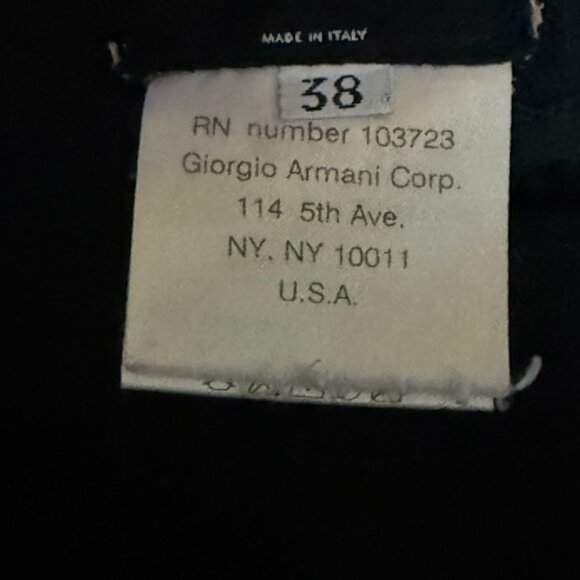 MADE IN ITALY
38
RN number 103723
Giorgio Armani Corp.
114 5th Ave.
NY. NY 10011
U.S.A.